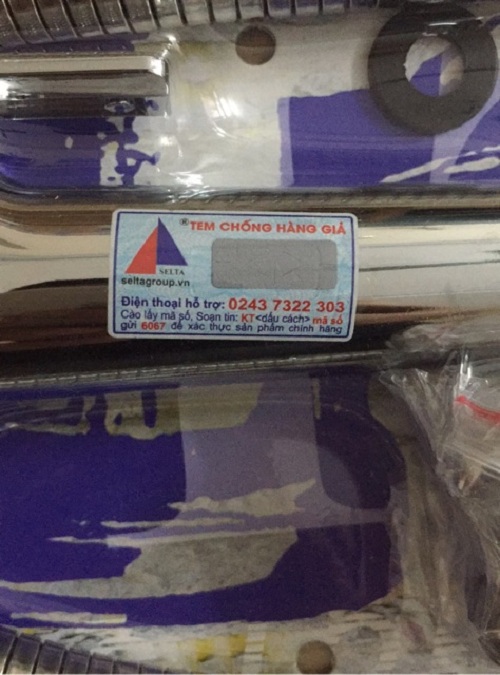 ® TEM CHỐNG HÀNG GIẢ
SELTA
seltagroup.vn
Điện thoại hỗ trợ: 0243 7322 303
Cào lấy mã số, Soạn tin: KT<dấu cách> mã số
gửi 6067 để xác thực sản phẩm chính hãng